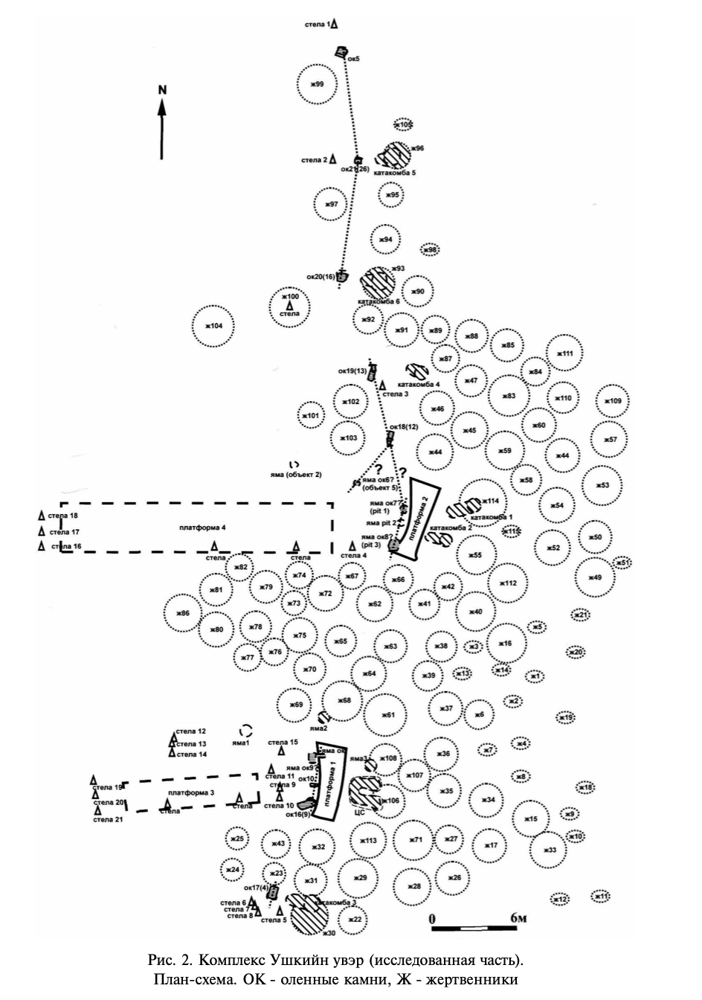 стела 1
ок5
ж99
N
ж105
ж96
стела 2
ок21(26)
катакомба 5
ж95
ж97
ж94
ж98
ж93
ок20(16)
ж90
ж100
стела
катакомба 6
ж104
ж92
ж91
ж89
ж88
ж85
ж111
ж87
ж84
ок19(13)
катакомба 4
ж47
стела 3
ж83
ж110
ж109
ж102
ж46
ж101
ж60
ок18(12)
ж45
ж57
ж103
ж44
ж59
ж44
?
?
яма (объект 2)
яма ок6?
(объект 5)
ж58
ж53
яма ок7?
(pit 1)
ж114
ж54
платформа 2
катакомба 1
стела 18
яма pit 2
платформа 4
катакомба 2
ж115
стела 17
яма ок8?
(pit 3)
ж50
стела 16
стела
стела
стела 4
ж52
ж55
ж51
ж82
ж74
ж67
ж66
ж49
ж81
ж79
ж72
ж42
ж112
ж73
ж62
ж41
ж86
ж40
ж21
ж80
ж78
ж75
ж5
ж65
ж63
ж38
ж3
ж16
ж77
ж76
ж20
ж70
ж64
ж39
ж13
ж14
ж1
ж69
ж68
ж61
ж37
ж6
ж2
ж19
яма2
стела 12
стела 13
стела 14
яма1
стела 15
яма ок
ж4
ж7
яма3
ж108
ж36
яма ок9?
стела 11
ж107
ж8
ок10
стела 9
платформа 1
стела 19
платформа 3
ж35
ж18
стела 20
стела
стела
стела 10
ж106
ж34
стела 21
ок16(9)
ЦС
ж9
ж15
ж25
ж43
ж32
ж113
ж71
ж27
ж17
ж10
ж33
ж24
ж23
ж31
ж29
ж28
ж26
ок17(4)
стела 6
стела 7
стела 8
стела 5
катакомба 3
ж12
ж11
ж30
ж22
0 6м
Рис. 2. Комплекс Ушкийн увэр (исследованная часть).
План-схема. ОК - оленные камни, Ж - жертвенники